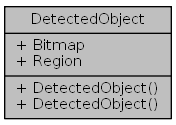 DetectedObject
+ Bitmap
+ Region
+ DetectedObject()
+ DetectedObject()